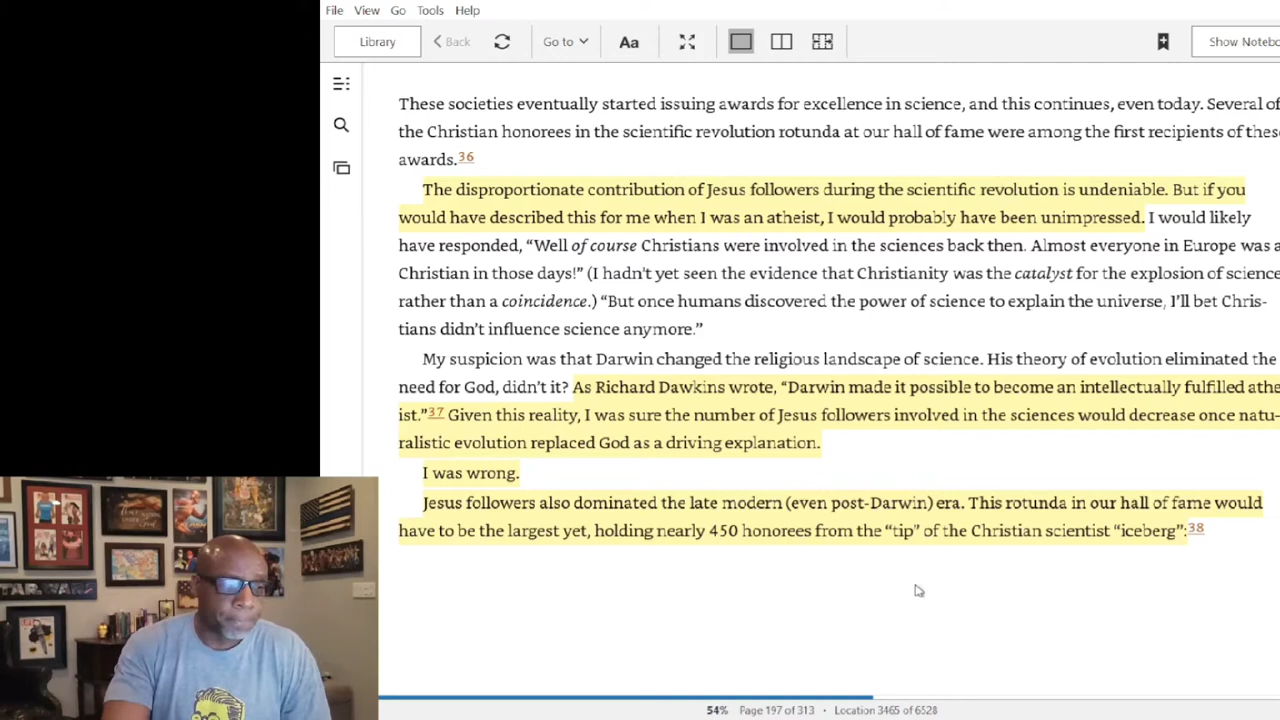 File View Go Tools Help
Library Back Go to Aa Show Notebo
These societies eventually started issuing awards for excellence in science, and this continues, even today. Several of
the Christian honorees in the scientific revolution rotunda at our hall of fame were among the first recipients of these
awards.36
The disproportionate contribution of Jesus followers during the scientific revolution is undeniable. But if you
would have described this for me when I was an atheist, I would probably have been unimpressed. I would likely
have responded, “Well of course Christians were involved in the sciences back then. Almost everyone in Europe was a
Christian in those days!” (I hadn't yet seen the evidence that Christianity was the catalyst for the explosion of science
rather than a coincidence.) “But once humans discovered the power of science to explain the universe, I’ll bet Chris-
tians didn’t influence science anymore.”
My suspicion was that Darwin changed the religious landscape of science. His theory of evolution eliminated the
need for God, didn’t it? As Richard Dawkins wrote, “Darwin made it possible to become an intellectually fulfilled athe
ist.”37 Given this reality, I was sure the number of Jesus followers involved in the sciences would decrease once natu-
ralistic evolution replaced God as a driving explanation.
I was wrong.
Jesus followers also dominated the late modern (even post-Darwin) era. This rotunda in our hall of fame would
have to be the largest yet, holding nearly 450 honorees from the “tip” of the Christian scientist “iceberg”:38
54% Page 197 of 313 • Location 3465 of 6528